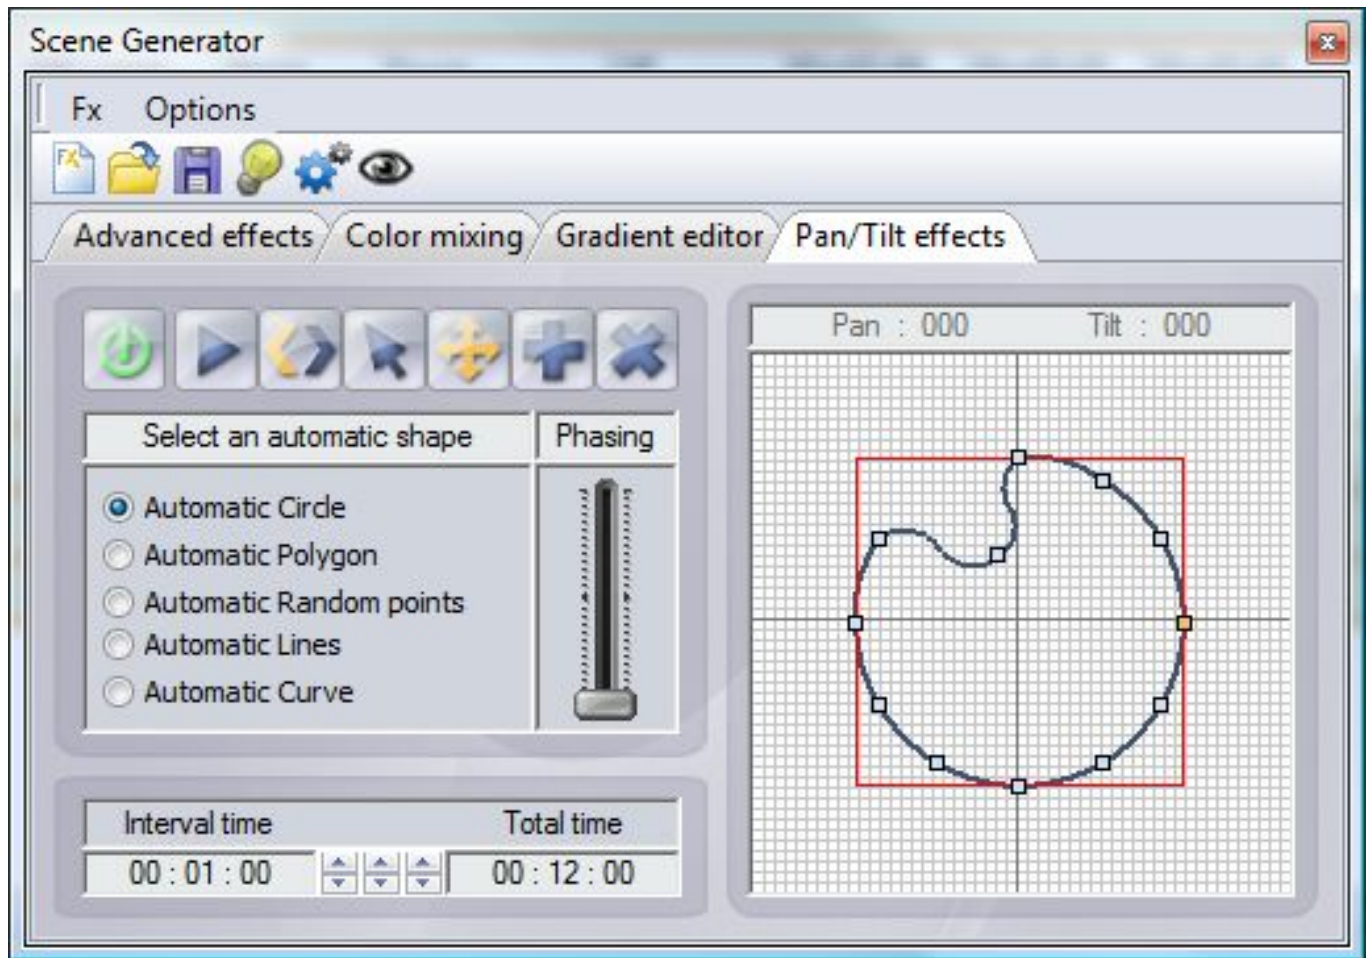 Scene Generator
Fx Options
FX
Advanced effects Color mixing Gradient editor Pan/Tilt effects
Pan : 000 Tilt : 000
Select an automatic shape Phasing
Automatic Circle
Automatic Polygon
Automatic Random points
Automatic Lines
Automatic Curve
Interval time Total time
00 : 01 : 00 00 : 12 : 00